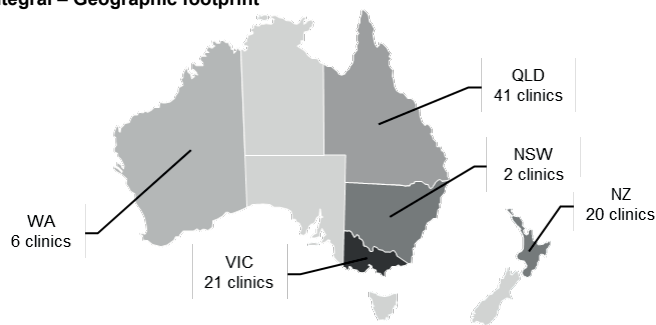 tegral – Geographic footprint
QLD
41 clinics
NSW
2 clinics
NZ
20 clinics
WA
6 clinics
VIC
21 clinics